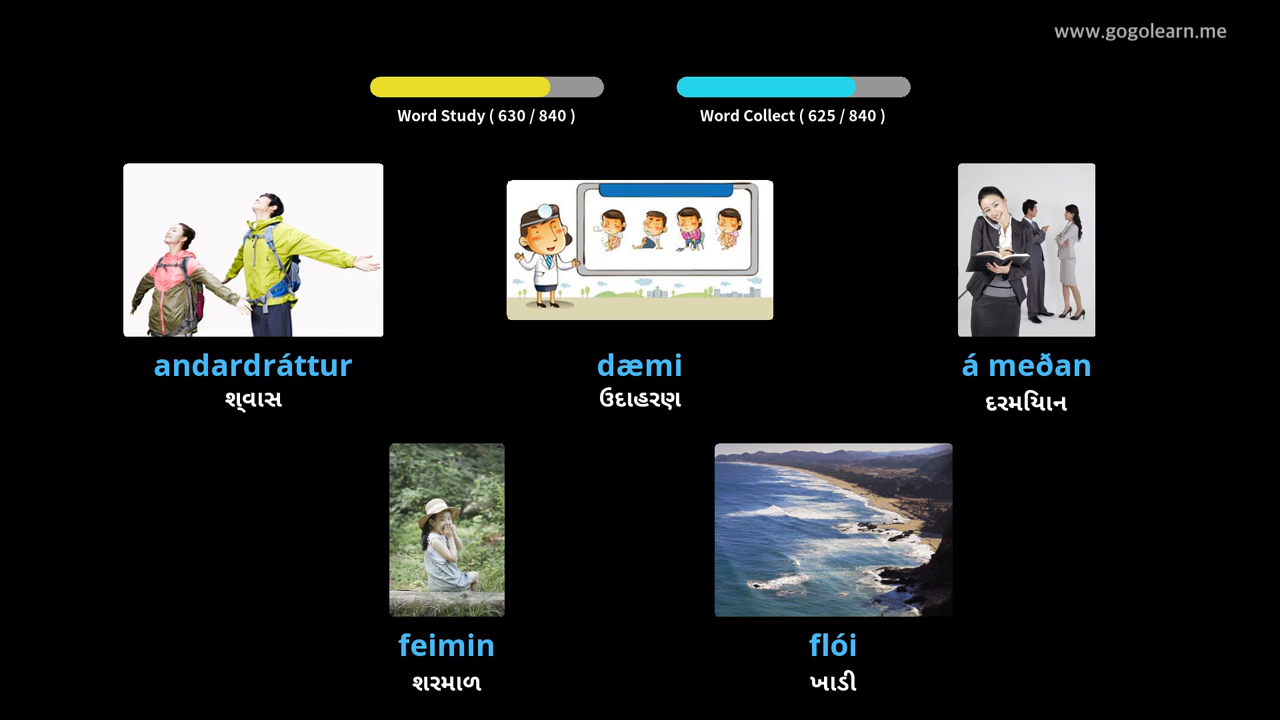 www.gogolearn.me
Word Study ( 630 / 840 )
Word Collect ( 625 / 840 )
andardráttur
શ્વાસ
dæmi
ઉદાહરણ
á meðan
દરમિયાન
feimin
શરમાળ
flói
ખાડી